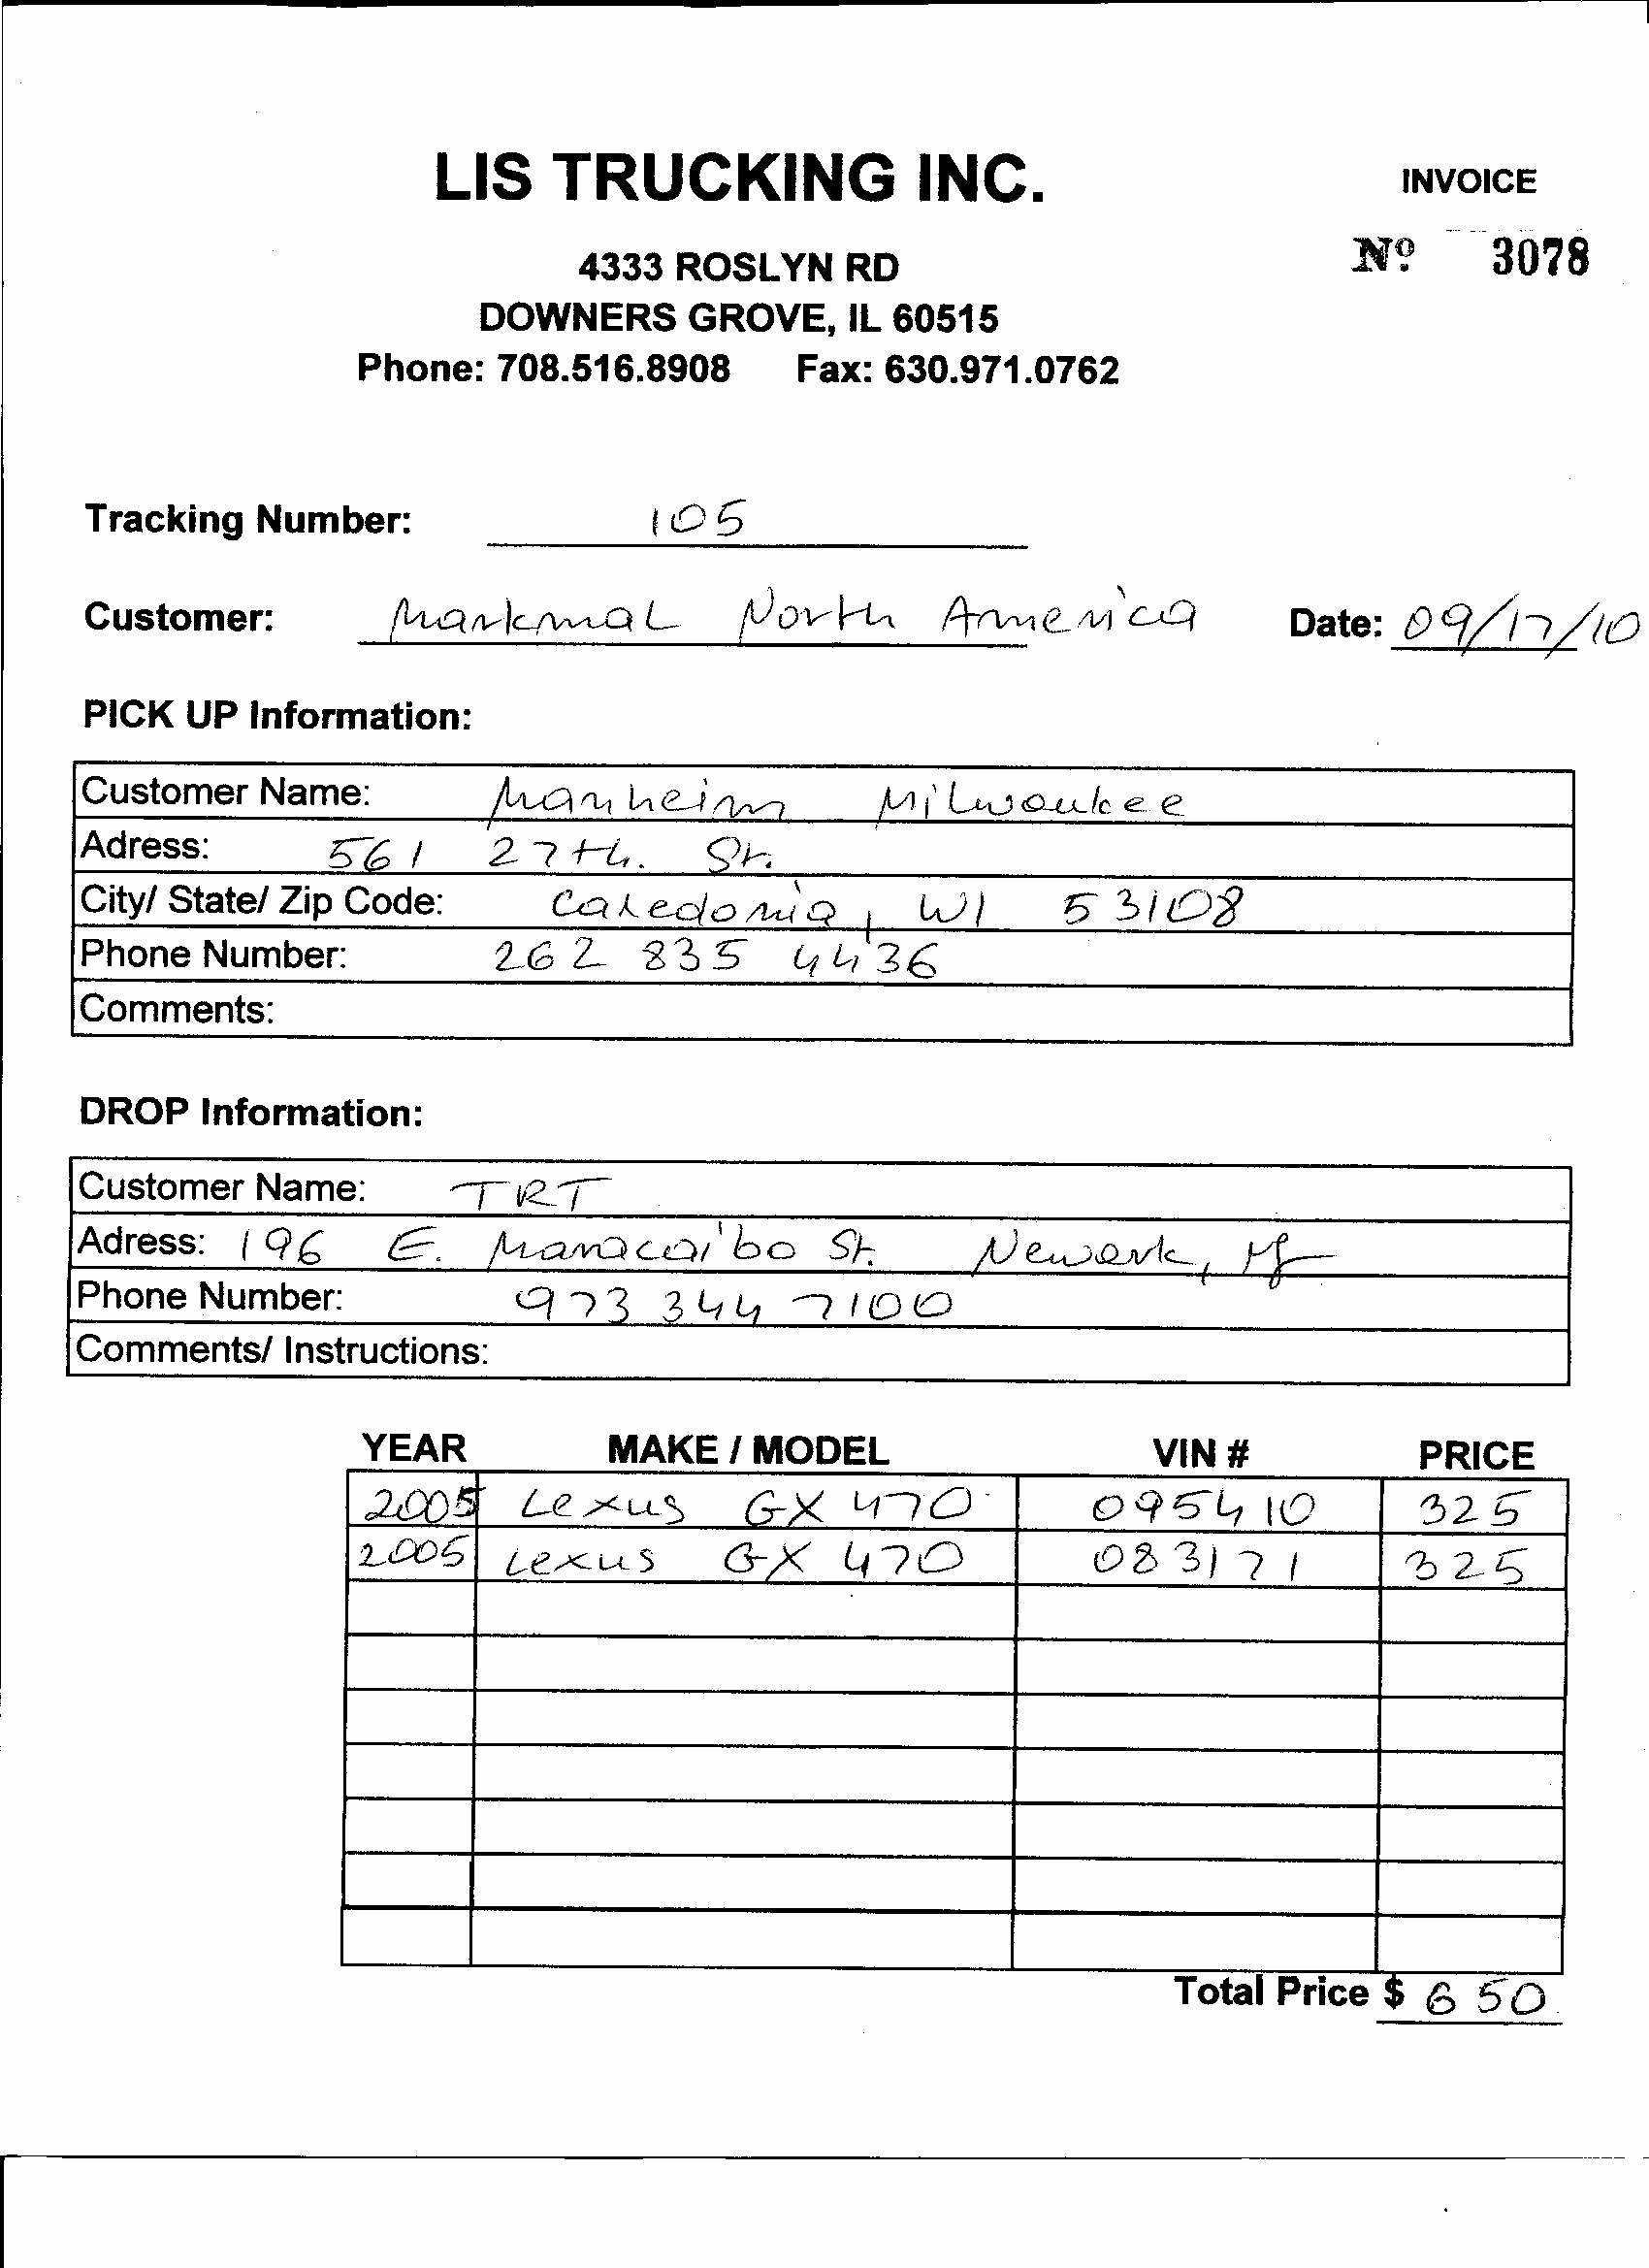 LIS TRUCKING INC.
INVOICE
Nº 3078
4333 ROSLYN RD
DOWNERS GROVE, IL 60515
Phone: 708.516.8908 Fax: 630.971.0762
Tracking Number: 105
Customer: Markmal North America Date: 09/17/10
PICK UP Information:
Customer Name: Manheim Milwaukee
Adress: 561 27th. St.
City/ State/ Zip Code: Caledonia, WI 53108
Phone Number: 262 835 4436
Comments:
DROP Information:
Customer Name: TRT
Adress: 196 E. Maracaibo St. Newark,
Phone Number: 973 344 7100
Comments/ Instructions:
YEAR MAKE / MODEL VIN # PRICE
2005 Lexus GX 470 095410 325
2005 Lexus GX 470 083171 325
Total Price $ 650